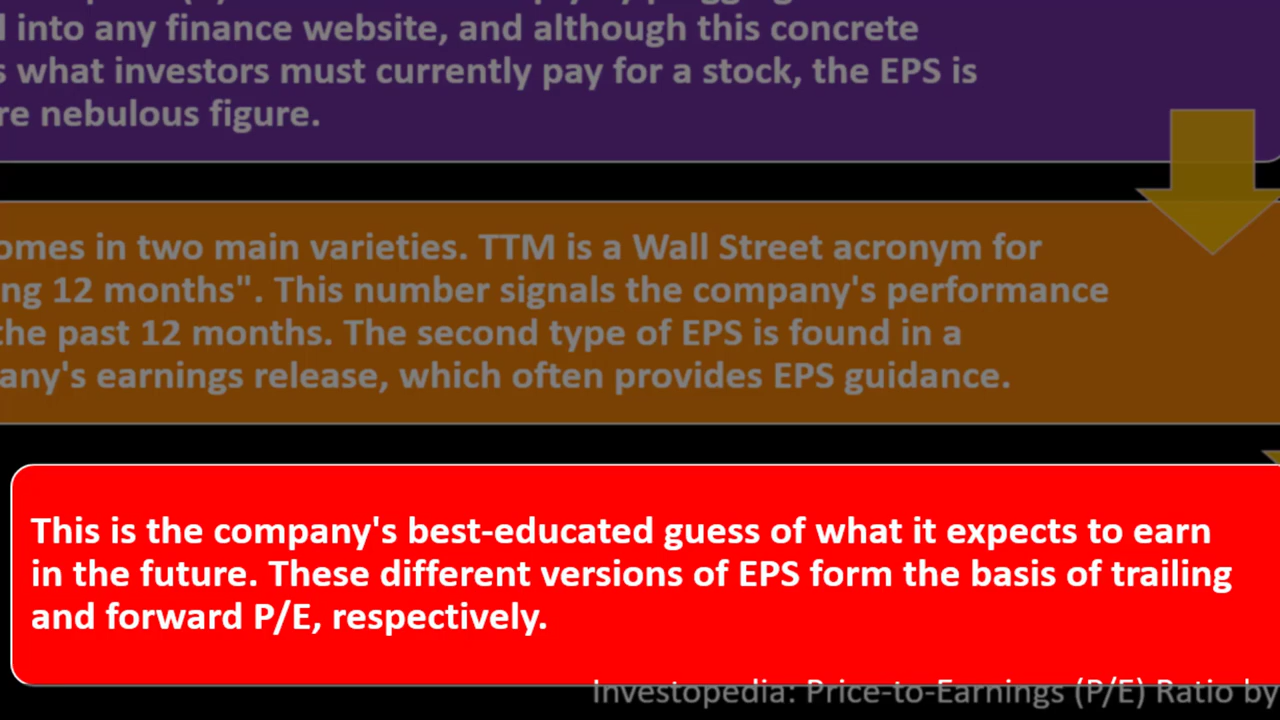 into any finance website, and although this concrete
what investors must currently pay for a stock, the EPS is
nebulous figure.
in two main varieties. TTM is a Wall Street acronym for
12 months". This number signals the company's performance
the past 12 months. The second type of EPS is found in a
earnings release, which often provides EPS guidance.
This is the company's best-educated guess of what it expects to earn
in the future. These different versions of EPS form the basis of trailing
and forward P/E, respectively.
Investopedia: Price-to-Earnings (P/E) Ratio by